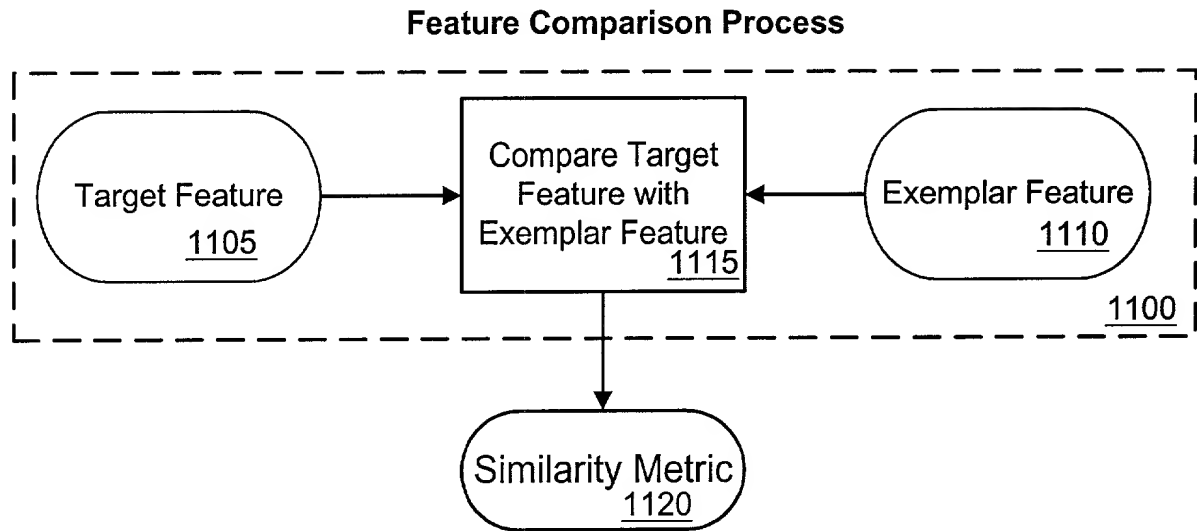 Feature Comparison Process
Target Feature
1105
Compare Target
Feature with
Exemplar Feature
1115
Exemplar Feature
1110
1100
Similarity Metric
1120